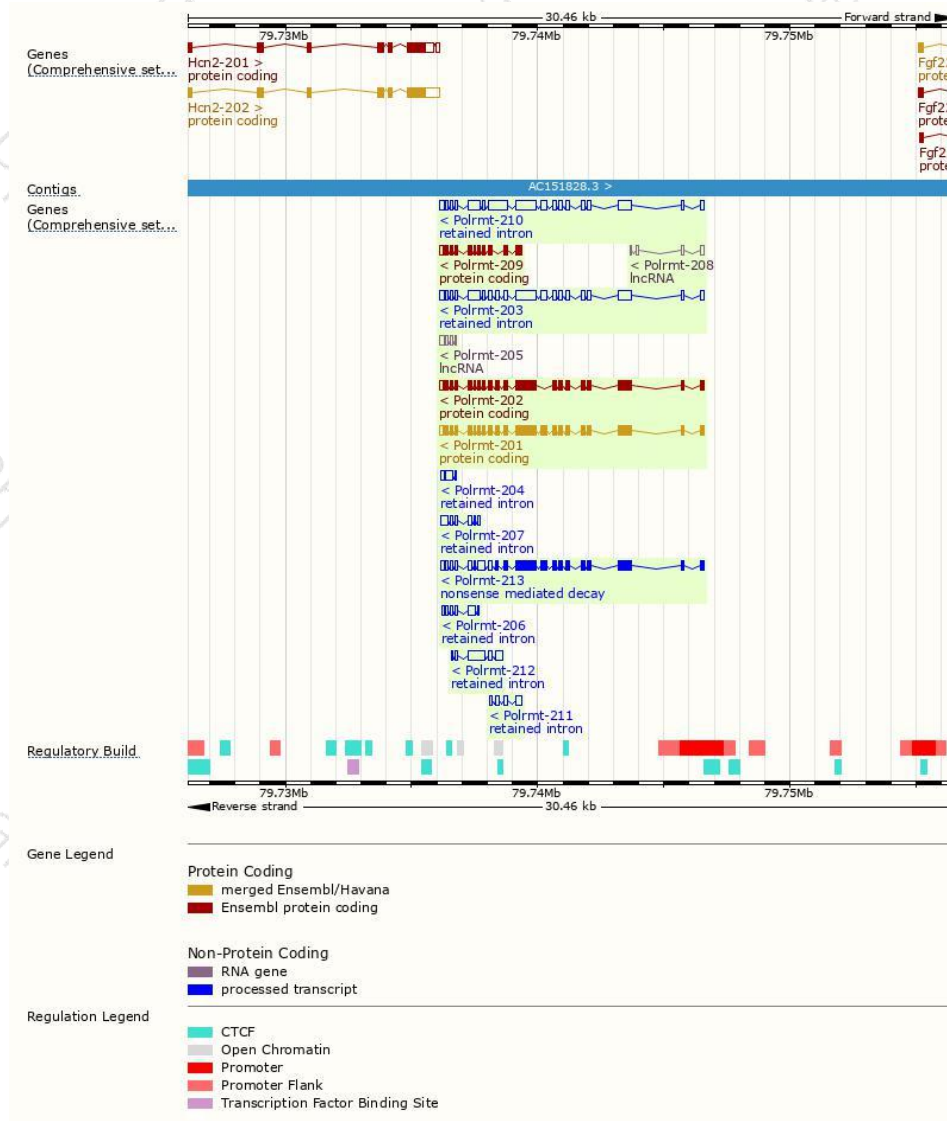 30.46 kb
Forward strand
79.73Mb 79.74Mb 79.75Mb
Genes
(Comprehensive set...
Hcn2-201 >
protein coding
Hcn2-202 >
protein coding
Fgf2
prote
Fgf2
prote
Fgf2
prote
Contigs
AC151828.3 >
Genes
(Comprehensive set...
< Polrmt-210
retained intron
< Polrmt-209
protein coding
< Polrmt-208
lncRNA
< Polrmt-203
retained intron
< Polrmt-205
lncRNA
< Polrmt-202
protein coding
< Polrmt-201
protein coding
< Polrmt-204
retained intron
< Polrmt-207
retained intron
< Polrmt-213
nonsense mediated decay
< Polrmt-206
retained intron
< Polrmt-212
retained intron
< Polrmt-211
retained intron
Regulatory Build
79.73Mb 79.74Mb 79.75Mb
Reverse strand
30.46 kb
Gene Legend
Protein Coding
merged Ensembl/Havana
Ensembl protein coding
Non-Protein Coding
RNA gene
processed transcript
Regulation Legend
CTCF
Open Chromatin
Promoter
Promoter Flank
Transcription Factor Binding Site